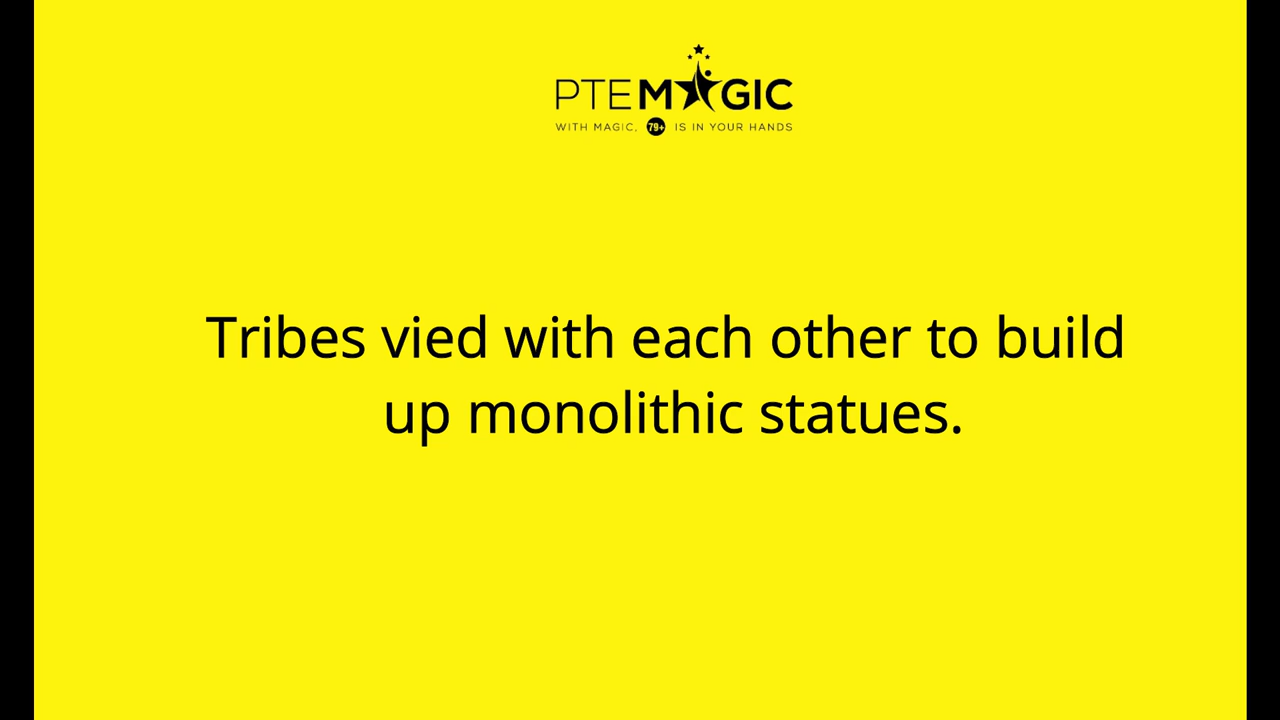 PTEMAGIC
WITH MAGIC, 79+ IS IN YOUR HANDS
Tribes vied with each other to build
up monolithic statues.